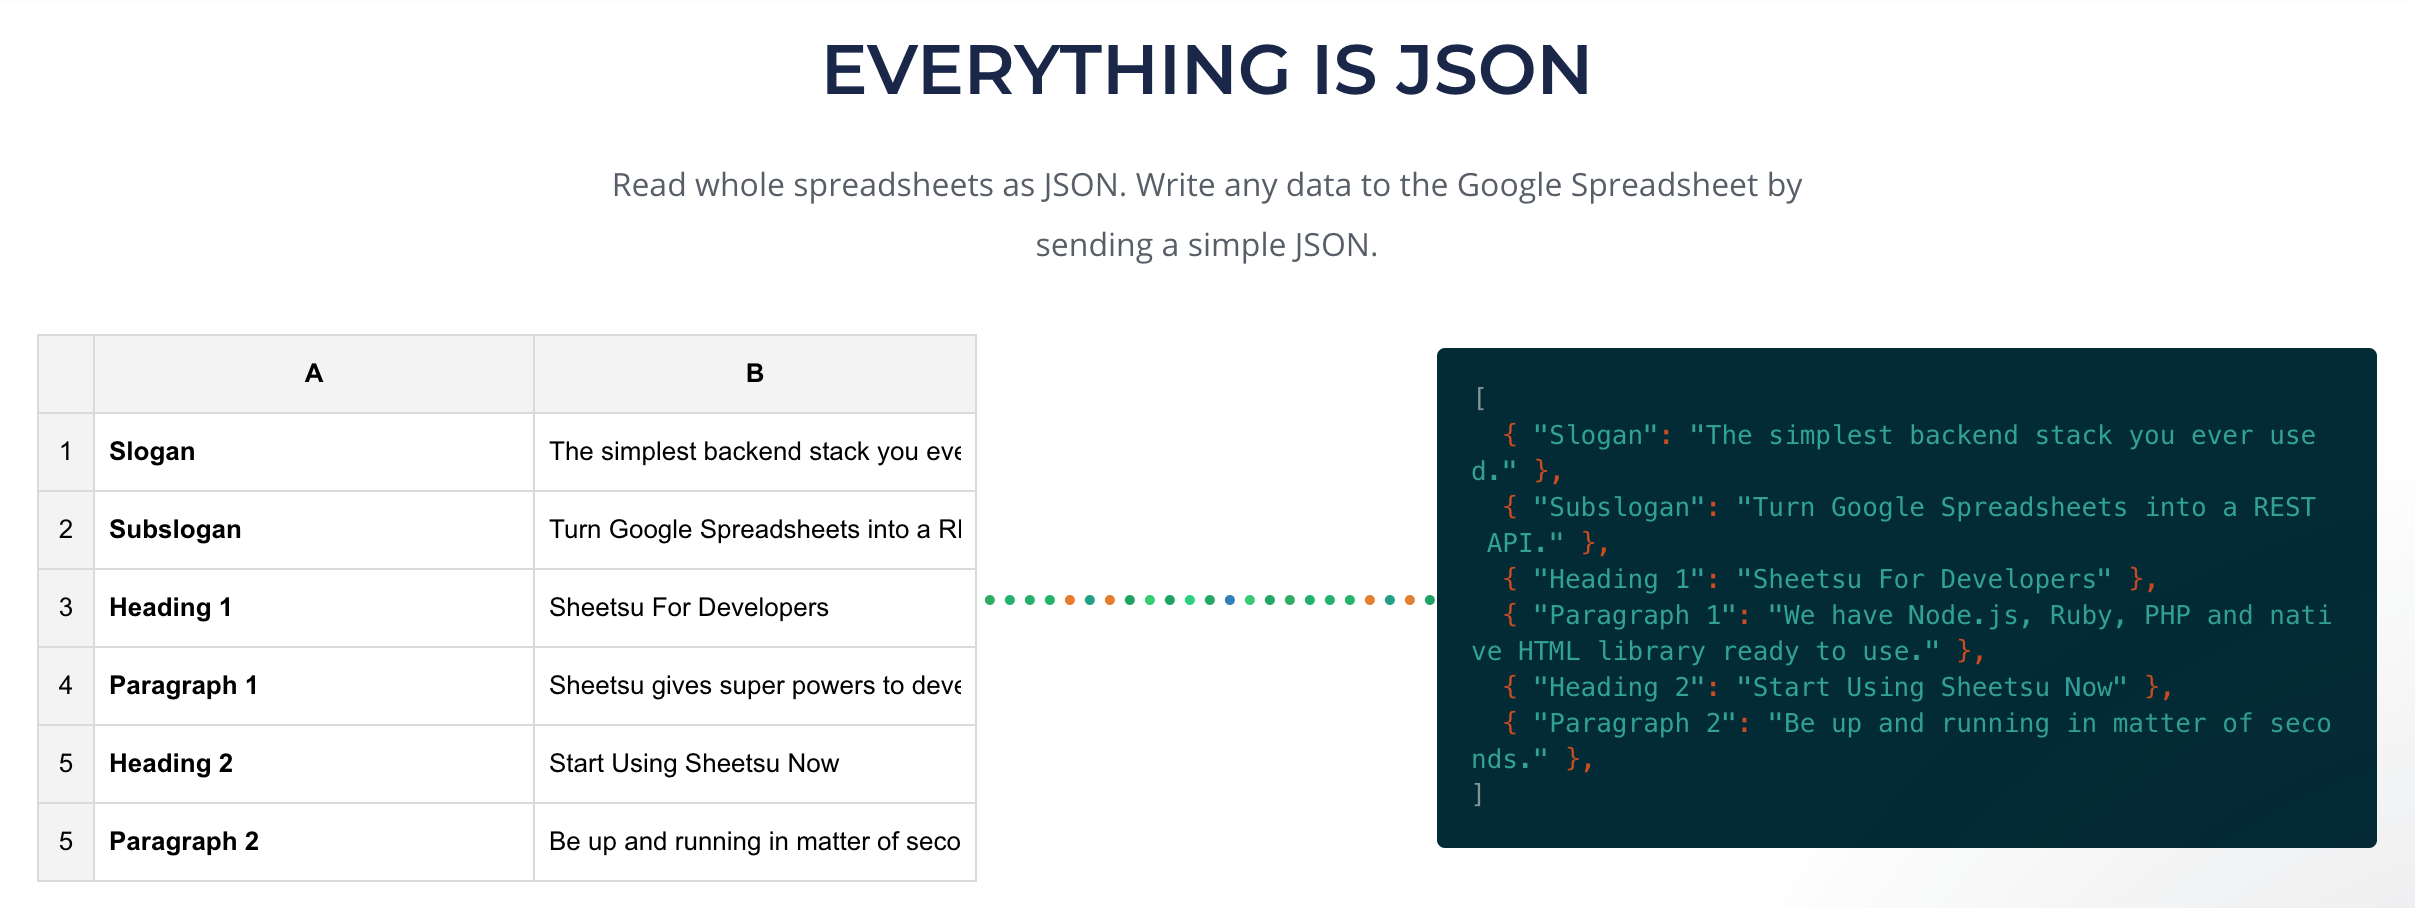 EVERYTHING IS JSON
Read whole spreadsheets as JSON. Write any data to the Google Spreadsheet by
sending a simple JSON.
A B
1 Slogan The simplest backend stack you eve
2 Subslogan Turn Google Spreadsheets into a
3 Heading 1 Sheetsu For Developers
4 Paragraph 1 Sheetsu gives super powers to deve
5 Heading 2 Start Using Sheetsu Now
5 Paragraph 2 Be up and running in matter of seco
[
{ "Slogan": "The simplest backend stack you ever use
d." },
{ "Subslogan": "Turn Google Spreadsheets into a REST
API." },
{ "Heading 1": "Sheetsu For Developers" },
{ "Paragraph 1": "We have Node.js, Ruby, PHP and nati
ve HTML library ready to use." },
{ "Heading 2": "Start Using Sheetsu Now" },
{ "Paragraph 2": "Be up and running in matter of seco
nds." },
]